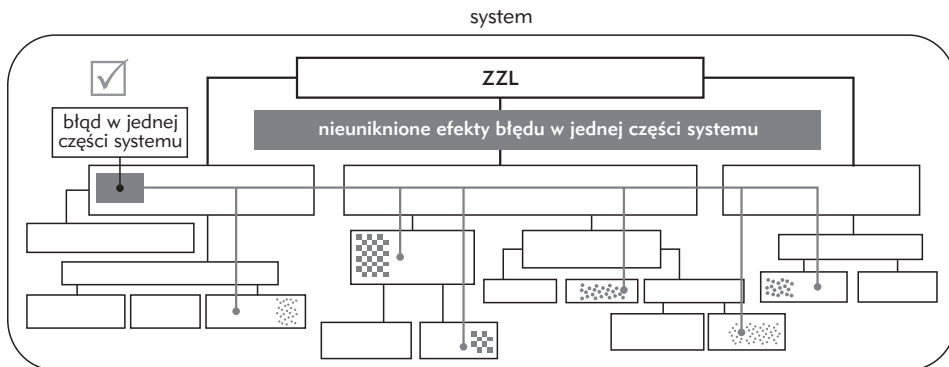 system
ZZL
błąd w jednej
części systemu
nieuniknione efekty błędu w jednej części systemu